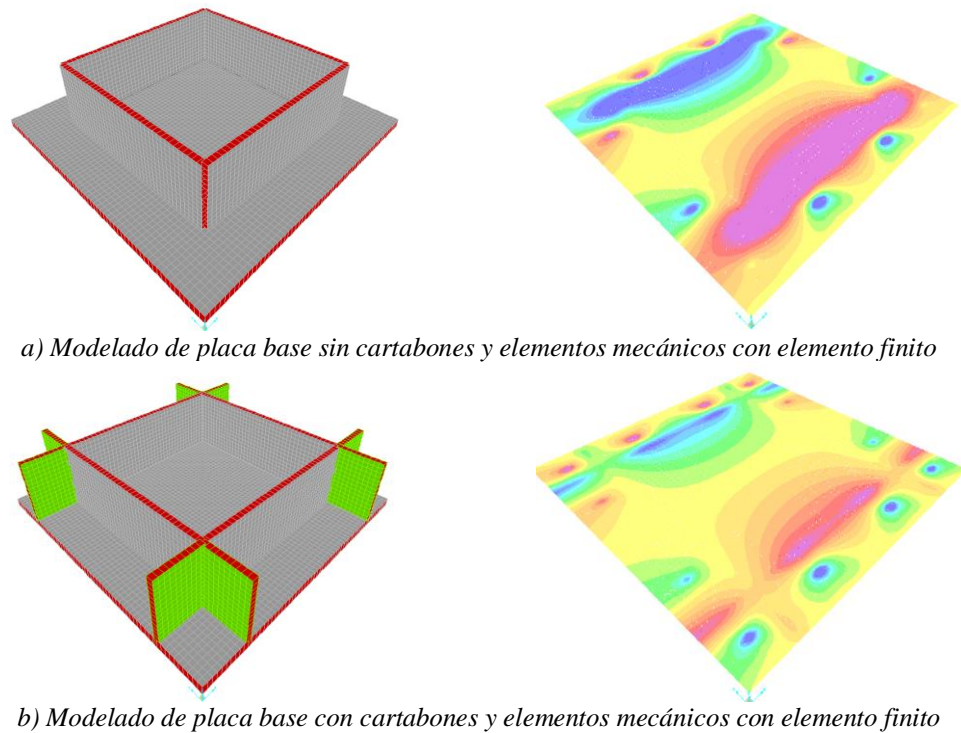 a) Modelado de placa base sin cartabones y elementos mecánicos con elemento finito
b) Modelado de placa base con cartabones y elementos mecánicos con elemento finito